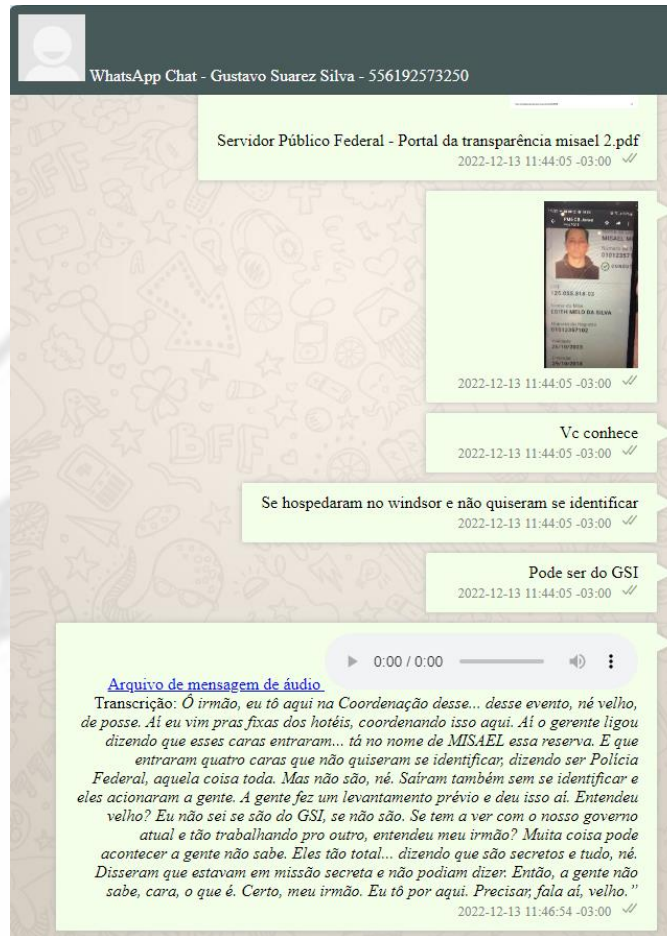 WhatsApp Chat - Gustavo Suarez Silva - 556192573250
Servidor Público Federal - Portal da transparência misael 2.pdf
2022-12-13 11:44:05 -03:00
MISAEL
2022-12-13 11:44:05 -03:00
Vc conhece
2022-12-13 11:44:05 -03:00
Se hospedaram no windsor e não quiseram se identificar
2022-12-13 11:44:05 -03:00
Pode ser do GSI
2022-12-13 11:44:05 -03:00
0:00 / 0:00
Arquivo de mensagem de áudio
Transcrição: Ô irmão, eu tô aqui na Coordenação desse... desse evento, né velho,
de posse. Aí eu vim pras fixas dos hotéis, coordenando isso aqui. Aí o gerente ligou
dizendo que esses caras entraram... tá no nome de MISAEL essa reserva. E que
entraram quatro caras que não quiseram se identificar, dizendo ser Polícia
Federal, aquela coisa toda. Mas não são, né. Saíram também sem se identificar e
eles acionaram a gente. A gente fez um levantamento prévio e deu isso aí. Entendeu
velho? Eu não sei se são do GSI, se não são. Se tem a ver com o nosso governo
atual e tão trabalhando pro outro, entendeu meu irmão? Muita coisa pode
acontecer a gente não sabe. Eles tão total... dizendo que são secretos e tudo, né.
Disseram que estavam em missão secreta e não podiam dizer. Então, a gente não
sabe, cara, o que é. Certo, meu irmão. Eu tô por aqui. Precisar, fala aí, velho.”
2022-12-13 11:46:54 -03:00